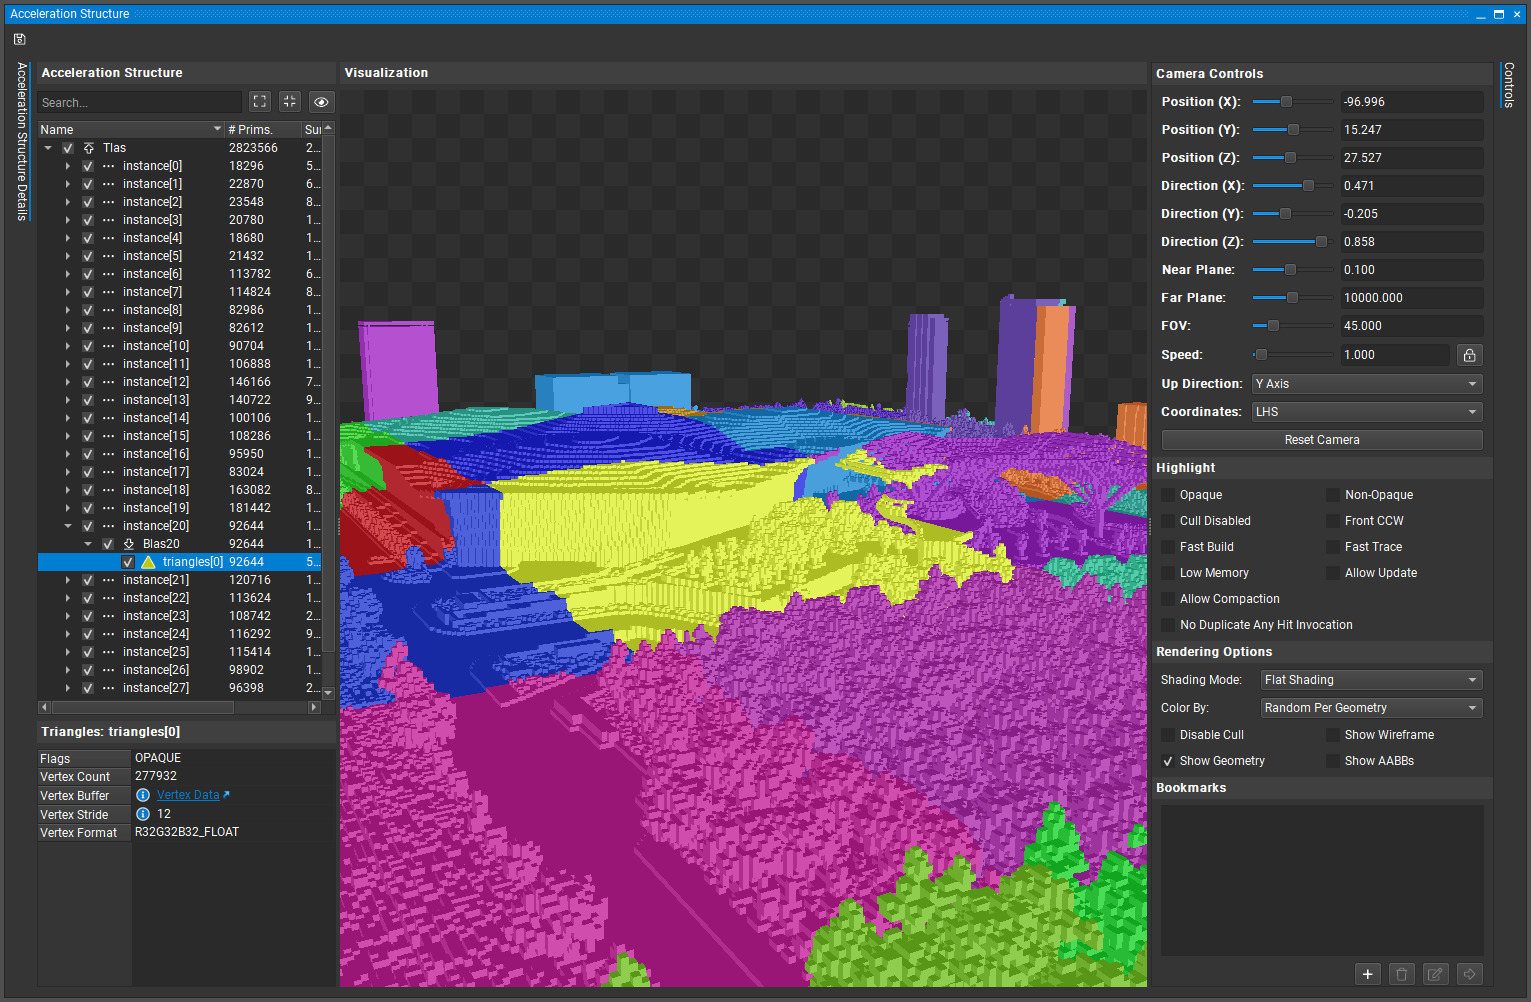 Acceleration Structure
Acceleration Structure Details
Acceleration Structure
Search...
Name # Prims. Su
Tlas 2823566 2...
instance[0] 18296 5...
instance[1] 22870 6...
instance[2] 23548 8...
instance[3] 20780 1...
instance[4] 18680 1...
instance[5] 21432 1...
instance[6] 113782 6...
instance[7] 114824 8...
instance[8] 82986 1...
instance[9] 82612 1...
instance[10] 90704 1...
instance[11] 106888 1...
instance[12] 146166 7...
instance[13] 140722 9...
instance[14] 100106 1...
instance[15] 108286 1...
instance[16] 95950 1...
instance[17] 83024 1...
instance[18] 163082 8...
instance[19] 181442 1...
instance[20] 92644 1...
Blas20 92644 1...
triangles[0] 92644 5...
instance[21] 120716 1...
instance[22] 113624 1...
instance[23] 108742 2...
instance[24] 116292 9...
instance[25] 115414 1...
instance[26] 98902 1...
instance[27] 96398 2...
Triangles: triangles[0]
Flags OPAQUE
Vertex Count 277932
Vertex Buffer Vertex Data
Vertex Stride 12
Vertex Format R32G32B32_FLOAT
Visualization
Camera Controls
Position (X): -96.996
Position (Y): 15.247
Position (Z): 27.527
Direction (X): 0.471
Direction (Y): -0.205
Direction (Z): 0.858
Near Plane: 0.100
Far Plane: 10000.000
FOV: 45.000
Speed: 1.000
Up Direction: Y Axis
Coordinates: LHS
Reset Camera
Highlight
Opaque Non-Opaque
Cull Disabled Front CCW
Fast Build Fast Trace
Low Memory Allow Update
Allow Compaction
No Duplicate Any Hit Invocation
Rendering Options
Shading Mode: Flat Shading
Color By: Random Per Geometry
Disable Cull Show Wireframe
Show Geometry Show AABBs
Bookmarks
Controls